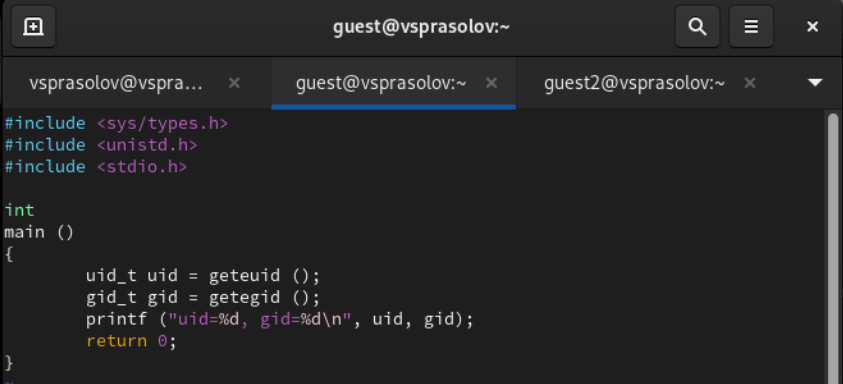 guest@vsprasolov:~
vsprasolov@vspra...
guest@vsprasolov:~
guest2@vsprasolov:~
#include <sys/types.h>
#include <unistd.h>
#include <stdio.h>
int
main ()
{
        uid_t uid = geteuid ();
        gid_t gid = getegid ();
        printf ("uid=%d, gid=%d\n", uid, gid);
        return 0;
}